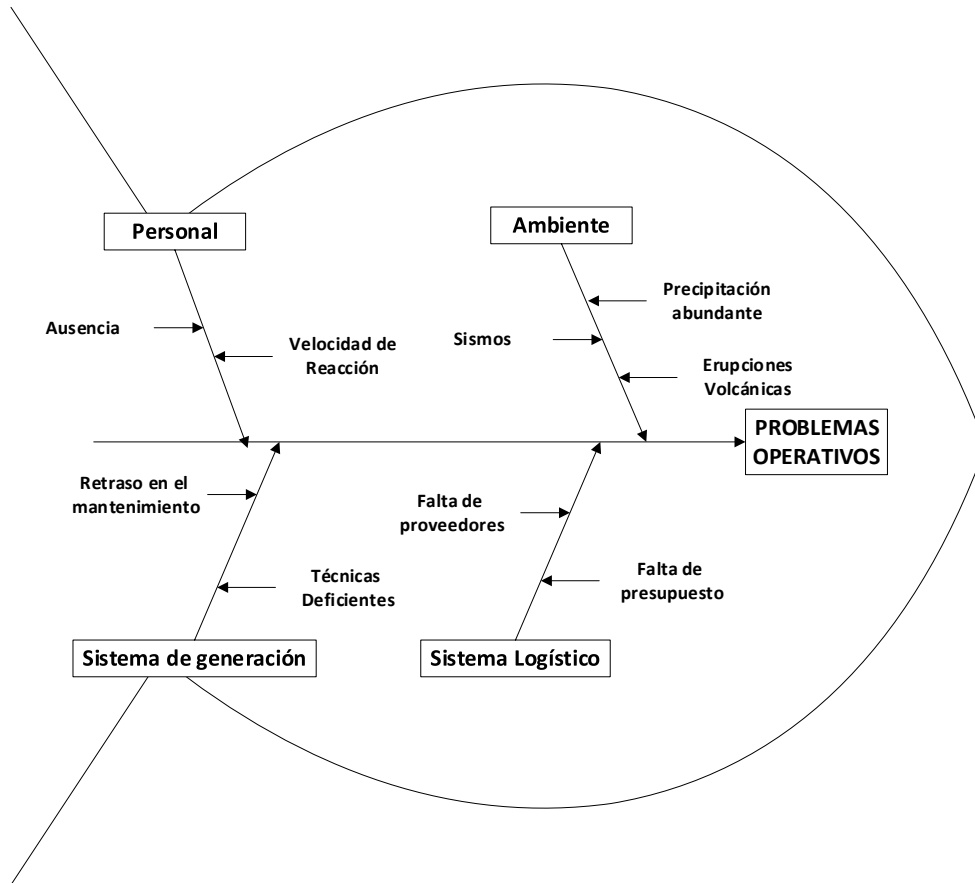 Personal
Ambiente
Precipitación
abundante
Ausencia
Sismos
Velocidad de
Reacción
Erupciones
Volcánicas
PROBLEMAS
OPERATIVOS
Retraso en el
mantenimiento
Falta de
proveedores
Técnicas
Deficientes
Falta de
presupuesto
Sistema de generación
Sistema Logístico